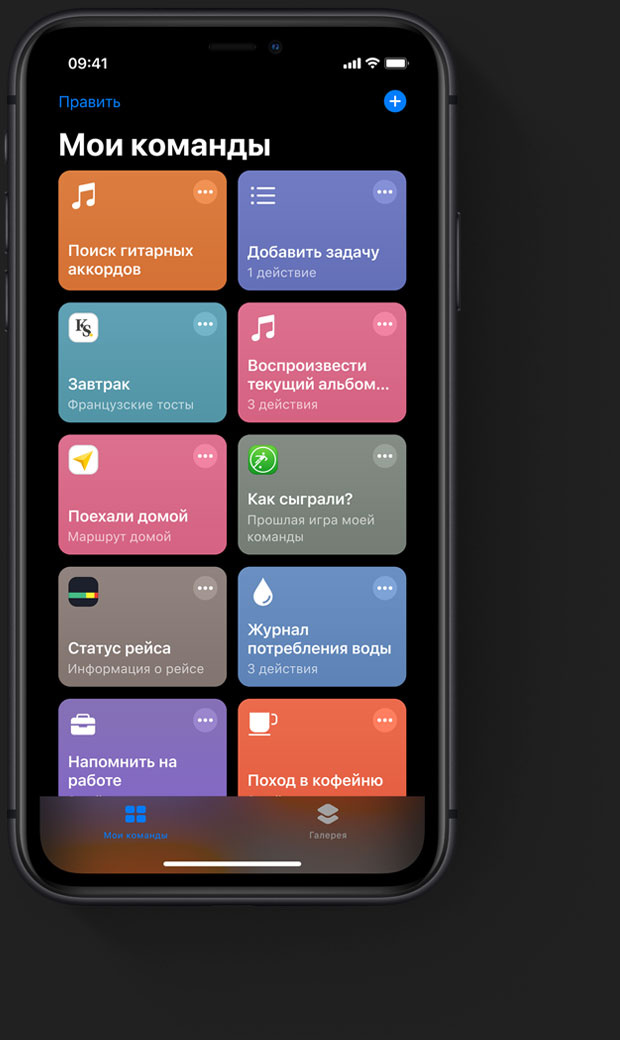 09:41
Править
Мои команды
Поиск гитарных
аккордов
Добавить задачу
1 действие
KS
Завтрак
Французские тосты
Воспроизвести
текущий альбом...
3 действия
Поехали домой
Маршрут домой
Как сыграли?
Прошлая игра моей
команды
Статус рейса
Информация о рейсе
Журнал
потребления воды
3 действия
Напомнить на
работе
Поход в кофейню
Мои команды
Галерея